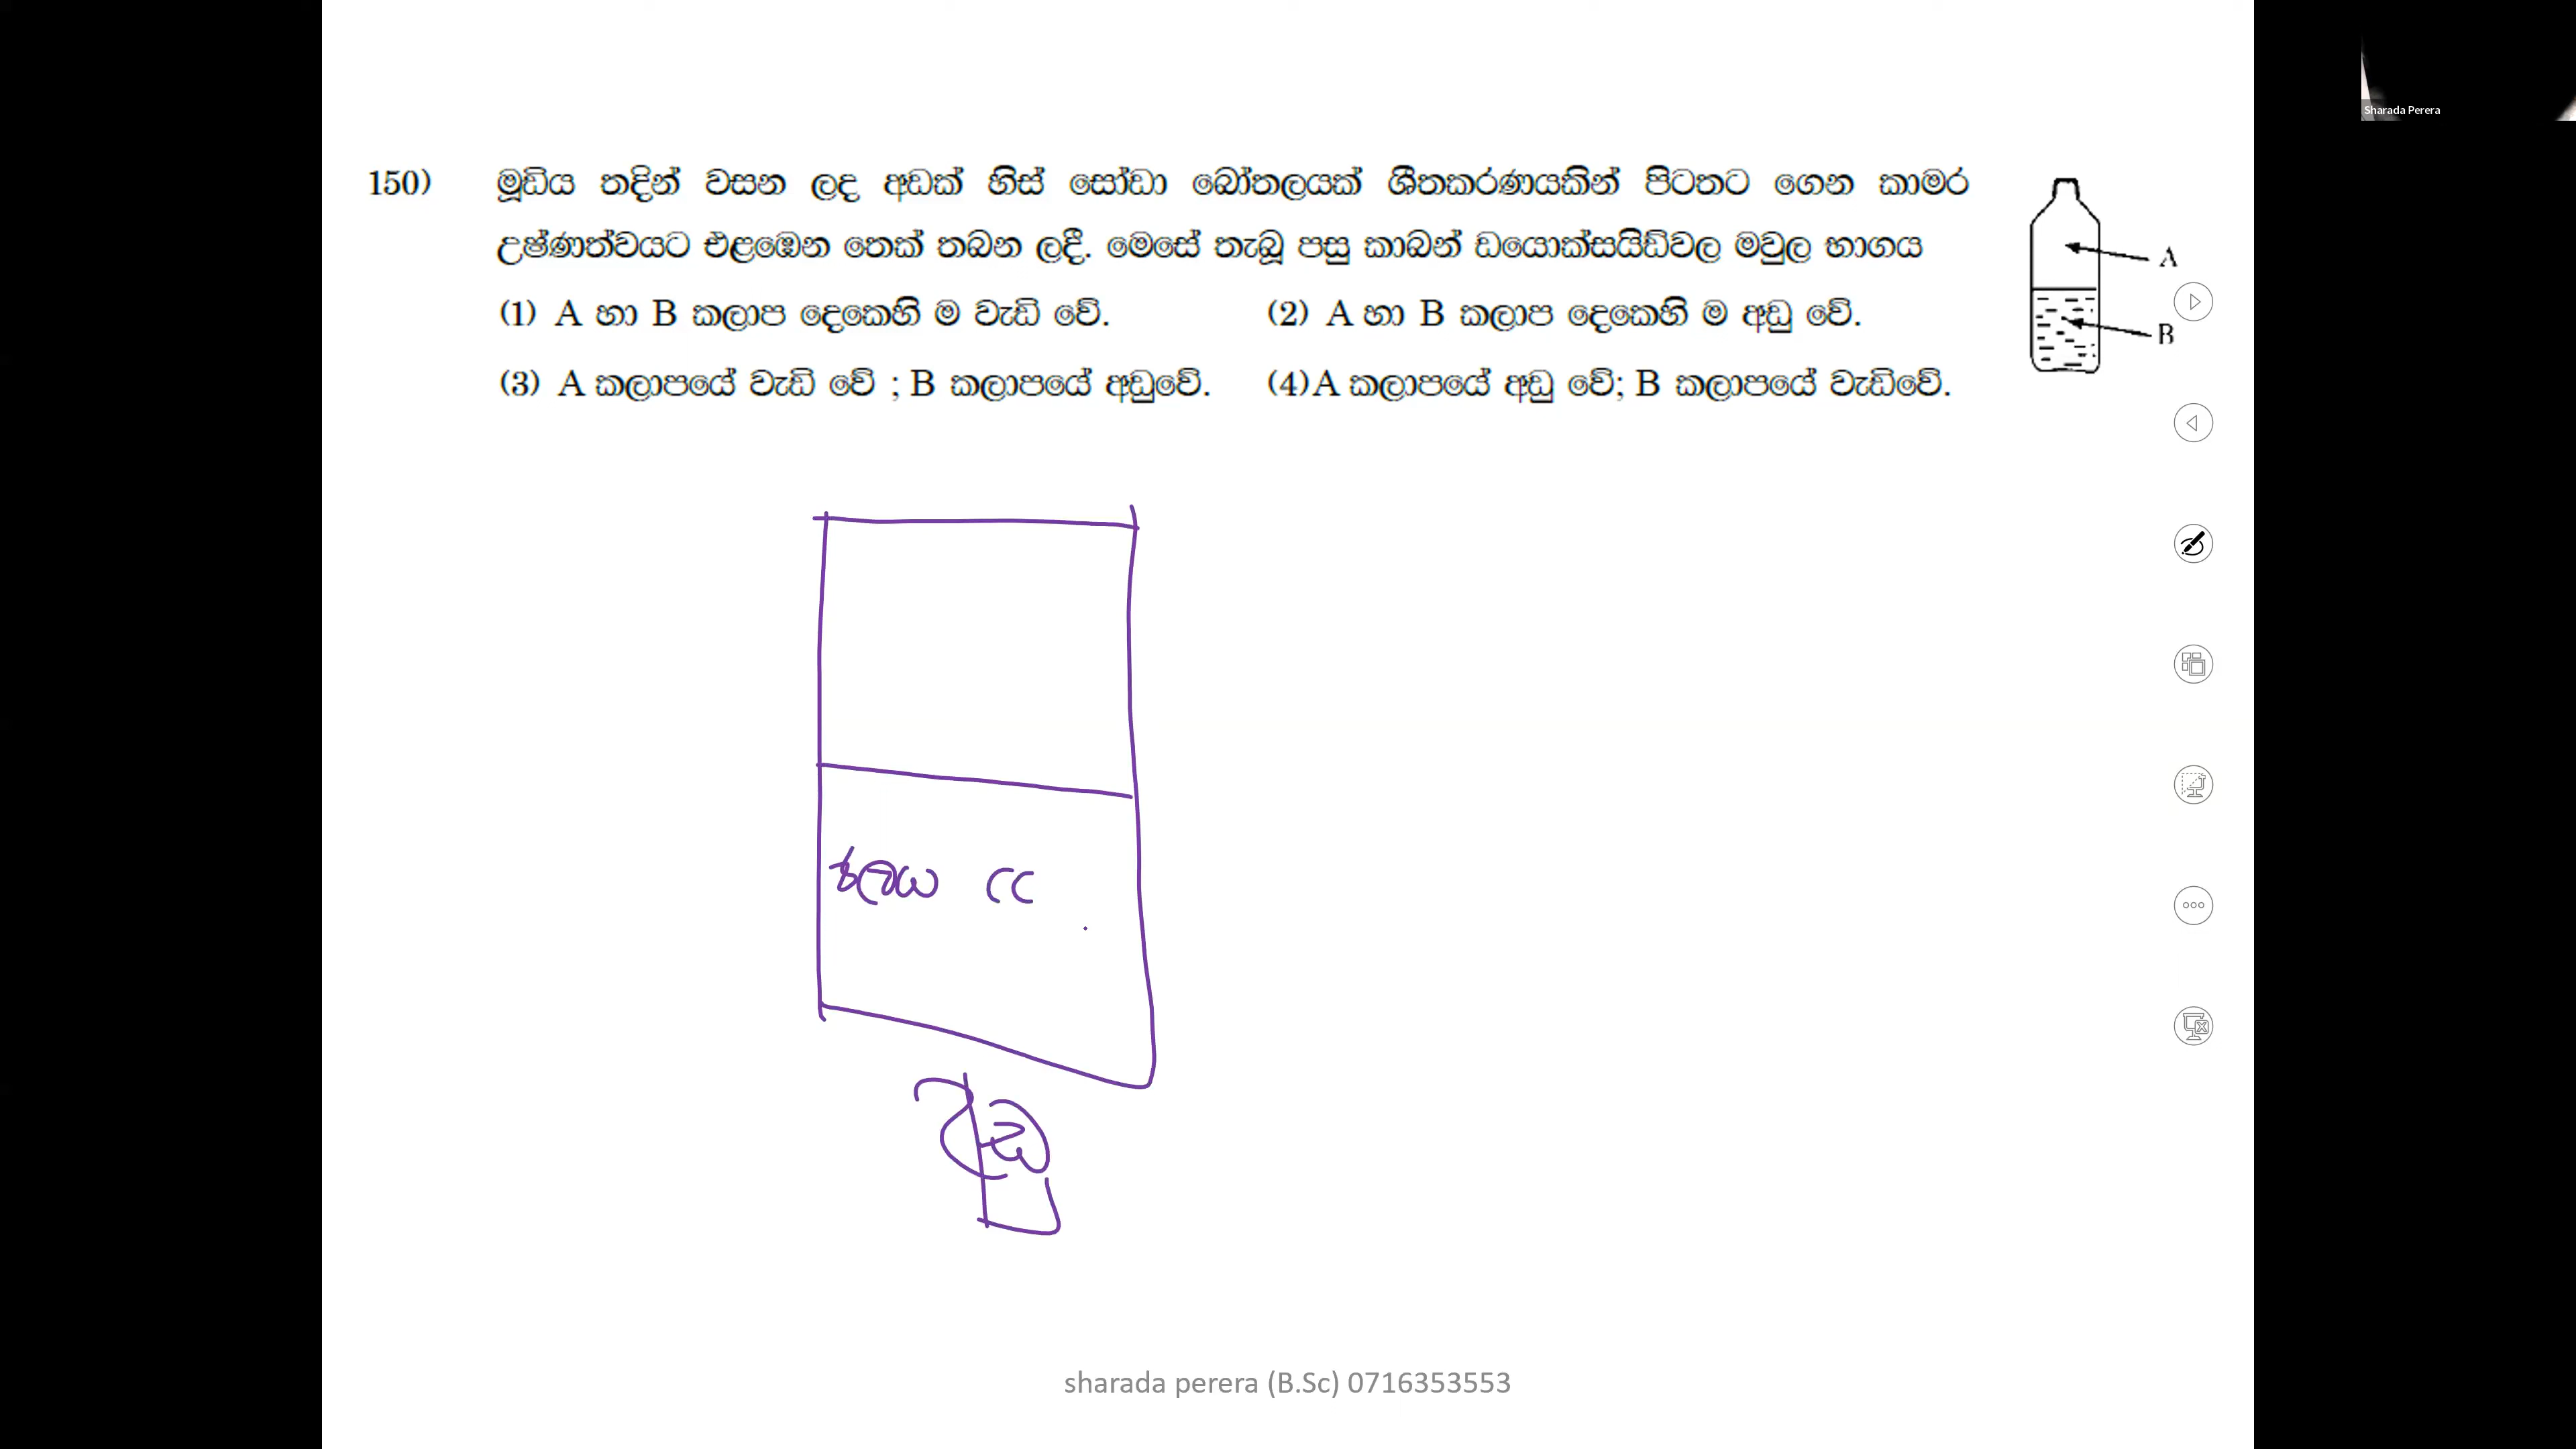 Sharada Perera
150) මූඩිය තදින් වසන ලද අඩක් හිස් සෝඩා බෝතලයක් ශීතකරණයකින් පිටතට ගෙන කාමර
උෂ්ණත්වයට එළඹෙන තෙක් තබන ලදී. මෙසේ තැබූ පසු කාබන් ඩයොක්සයිඩ්වල මවුල භාගය
(1) A හා B කලාප දෙකෙහි ම වැඩි වේ. (2) A හා B කලාප දෙකෙහි ම අඩු වේ.
(3) A කලාපයේ වැඩි වේ ; B කලාපයේ අඩුවේ. (4)A කලාපයේ අඩු වේ; B කලාපයේ වැඩිවේ.
A
B
sharada perera (B.Sc) 0716353553